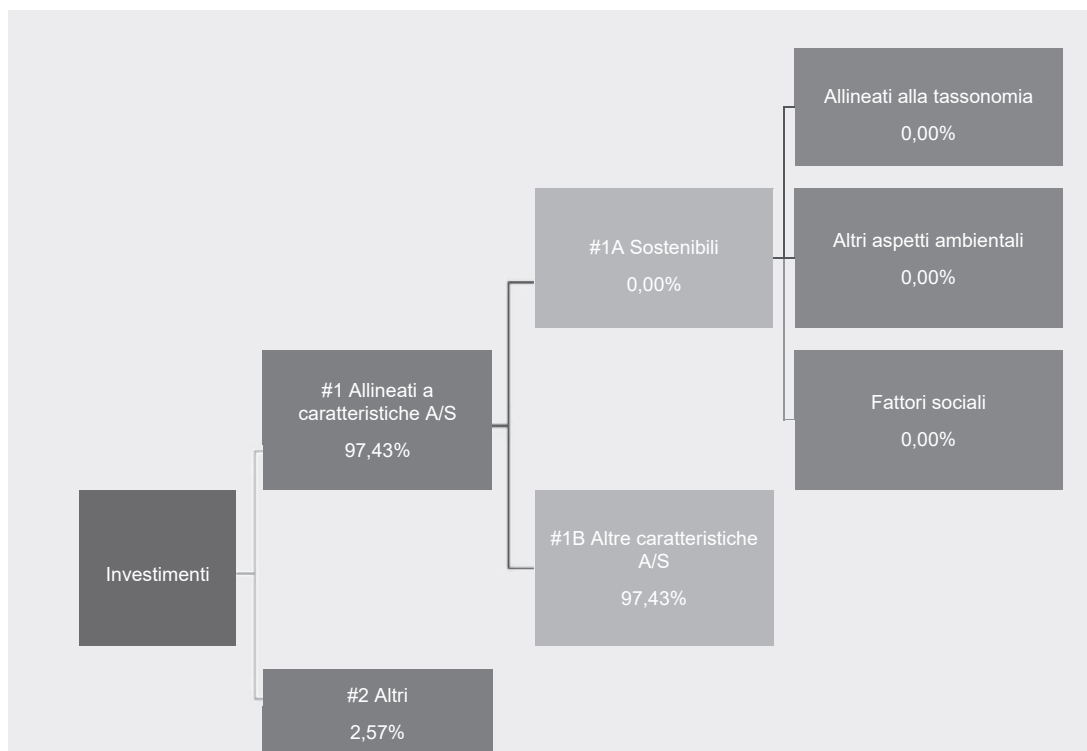 Allineati alla tassonomia
0,00%
#1A Sostenibili
0,00%
Altri aspetti ambientali
0,00%
#1 Allineati a
caratteristiche A/S
97,43%
Fattori sociali
0,00%
Investimenti
#1B Altre caratteristiche
A/S
97,43%
#2 Altri
2,57%